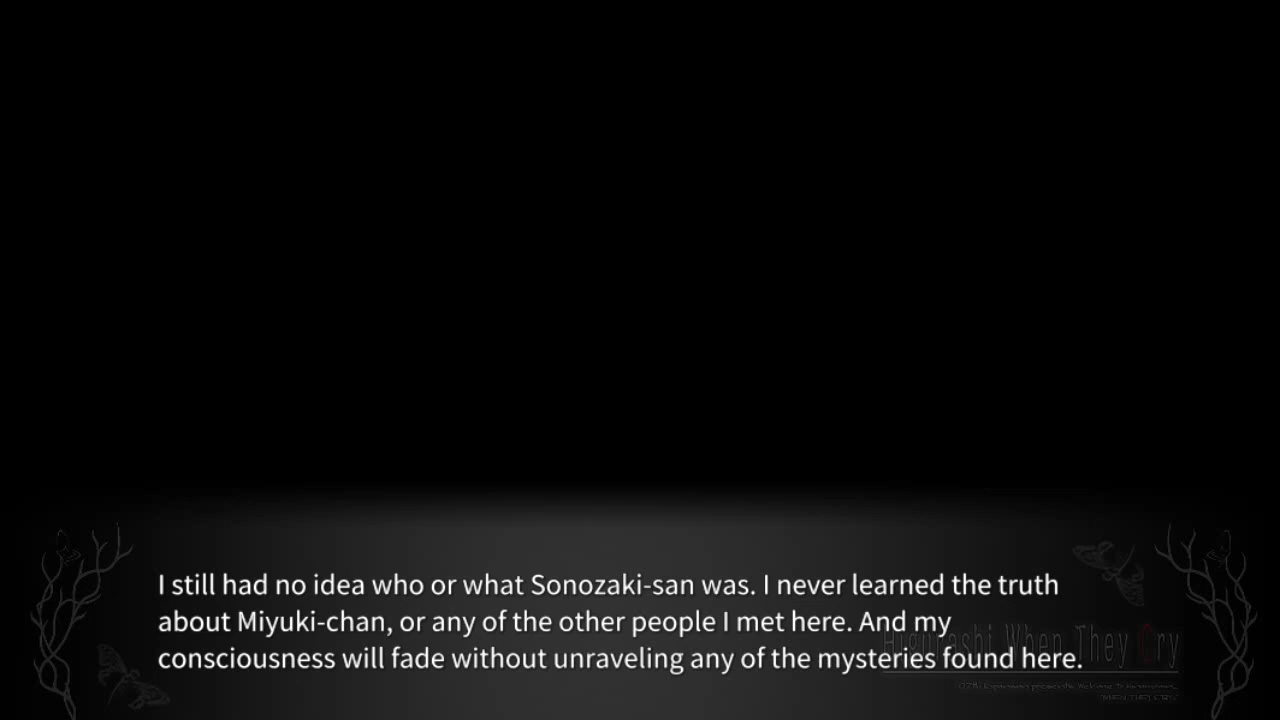 I still had no idea who or what Sonozaki-san was. I never learned the truth
about Miyuki-chan, or any of the other people I met here. And my
consciousness will fade without unraveling any of the mysteries found here.
Higurashi When They Cry